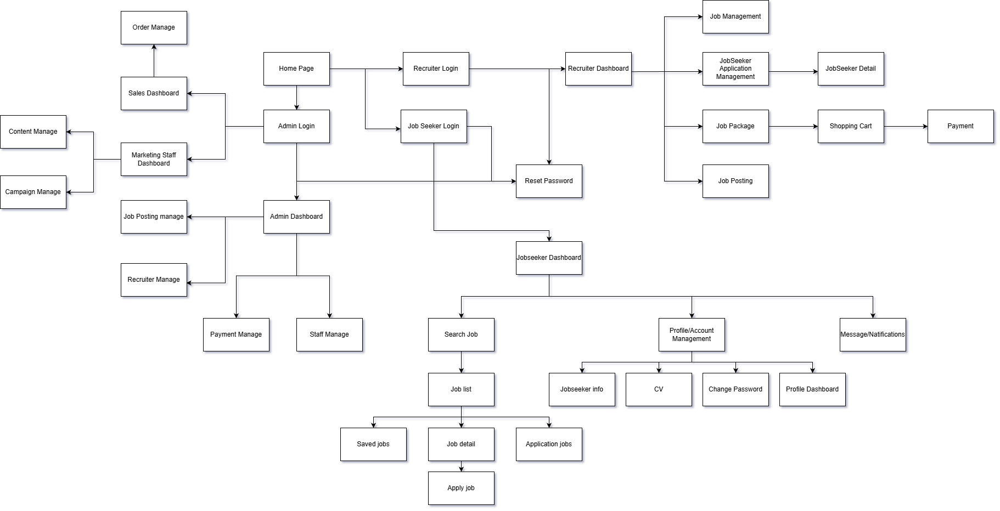 Job Management
Order Manage
Home Page
Recruiter Login
Recruiter Dashboard
JobSeeker
Application
Management
JobSeeker Detail
Sales Dashboard
Content Manage
Admin Login
Job Seeker Login
Job Package
Shopping Cart
Payment
Marketing Staff
Dashboard
Campaign Manage
Reset Password
Job Posting
Job Posting manage
Admin Dashboard
Jobseeker Dashboard
Recruiter Manage
Payment Manage
Staff Manage
Search Job
Profile/Account
Management
Message/Natifications
Job list
Jobseeker info
CV
Change Password
Profile Dashboard
Saved jobs
Job detail
Application jobs
Apply job